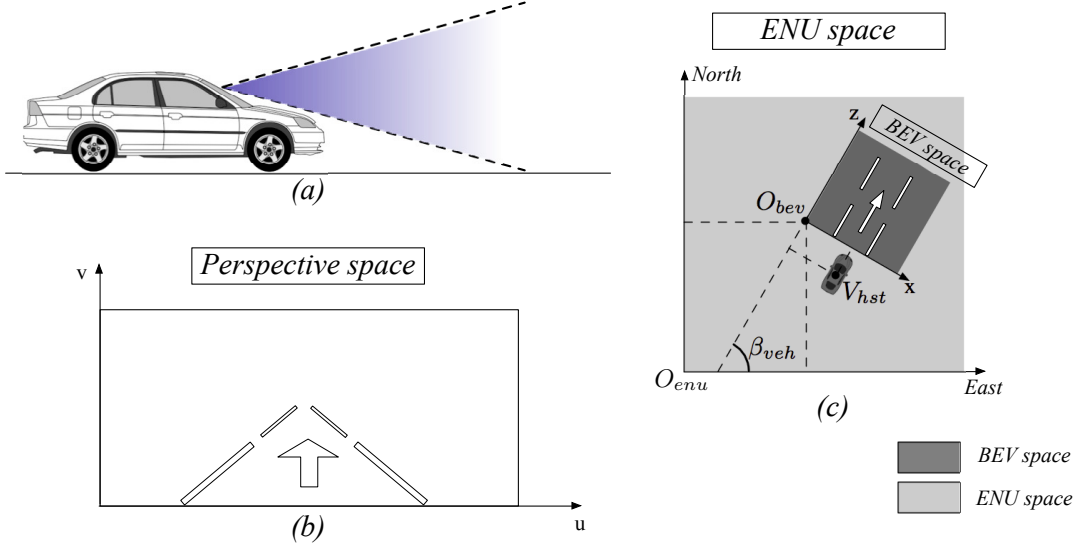 (a)
Perspective space
v
u
(b)
ENU space
North
z
BEV space
O_bev
x
V_hst
β_veh
O_enu
East
(c)
BEV space
ENU space